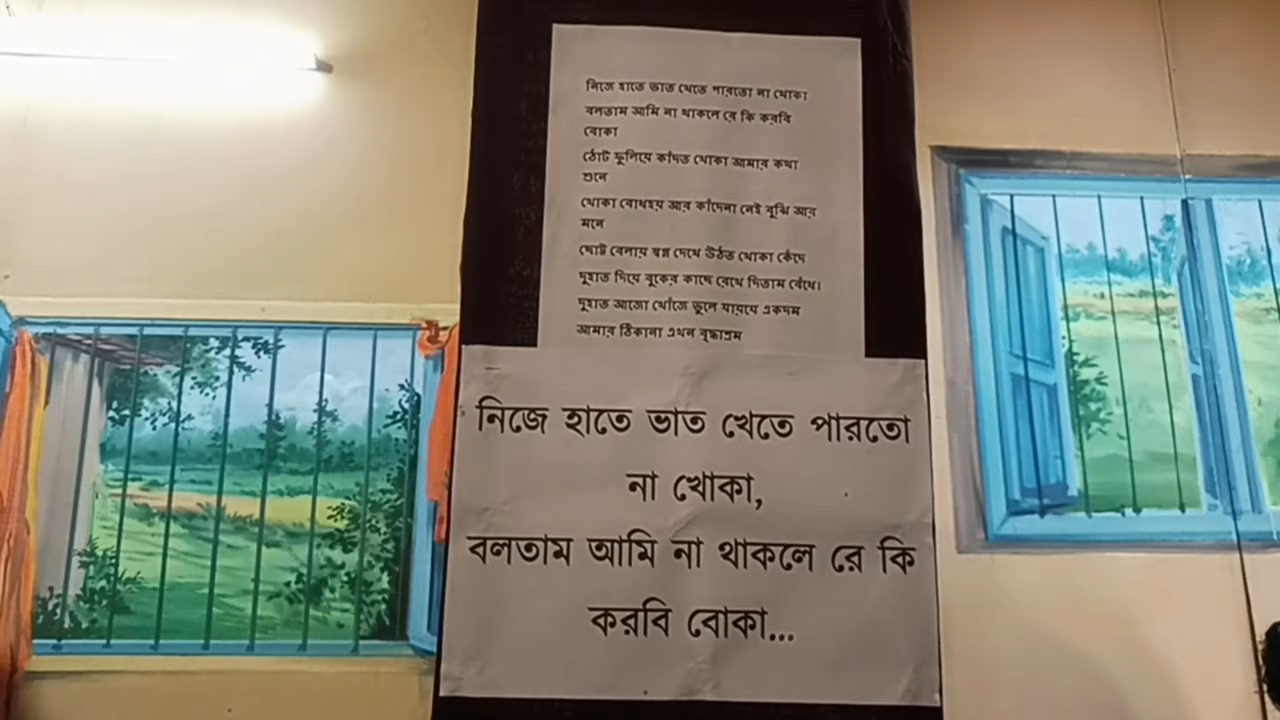 নিজে হাতে ভাত খেতে পারতো না খোকা
বলতাম আমি না থাকলে রে কি করবি
বোকা
ঠোঁট ফুলিয়ে কাঁদত খোকা আমার কথা
শুনে
খোকা বোধহয় আর কাঁদেনা নেই বুঝি আর
মনে
ছোট্ট বেলায় স্বপ্ন দেখে উঠত খোকা কেঁদে
দুহাত দিয়ে বুকের কাছে রেখে দিতাম বেঁধে।
দুহাত আজো খোঁজে ভুলে যায়যে একদম
আমার ঠিকানা এখন বৃদ্ধাশ্রম
নিজে হাতে ভাত খেতে পারতো
না খোকা,
বলতাম আমি না থাকলে রে কি
করবি বোকা...